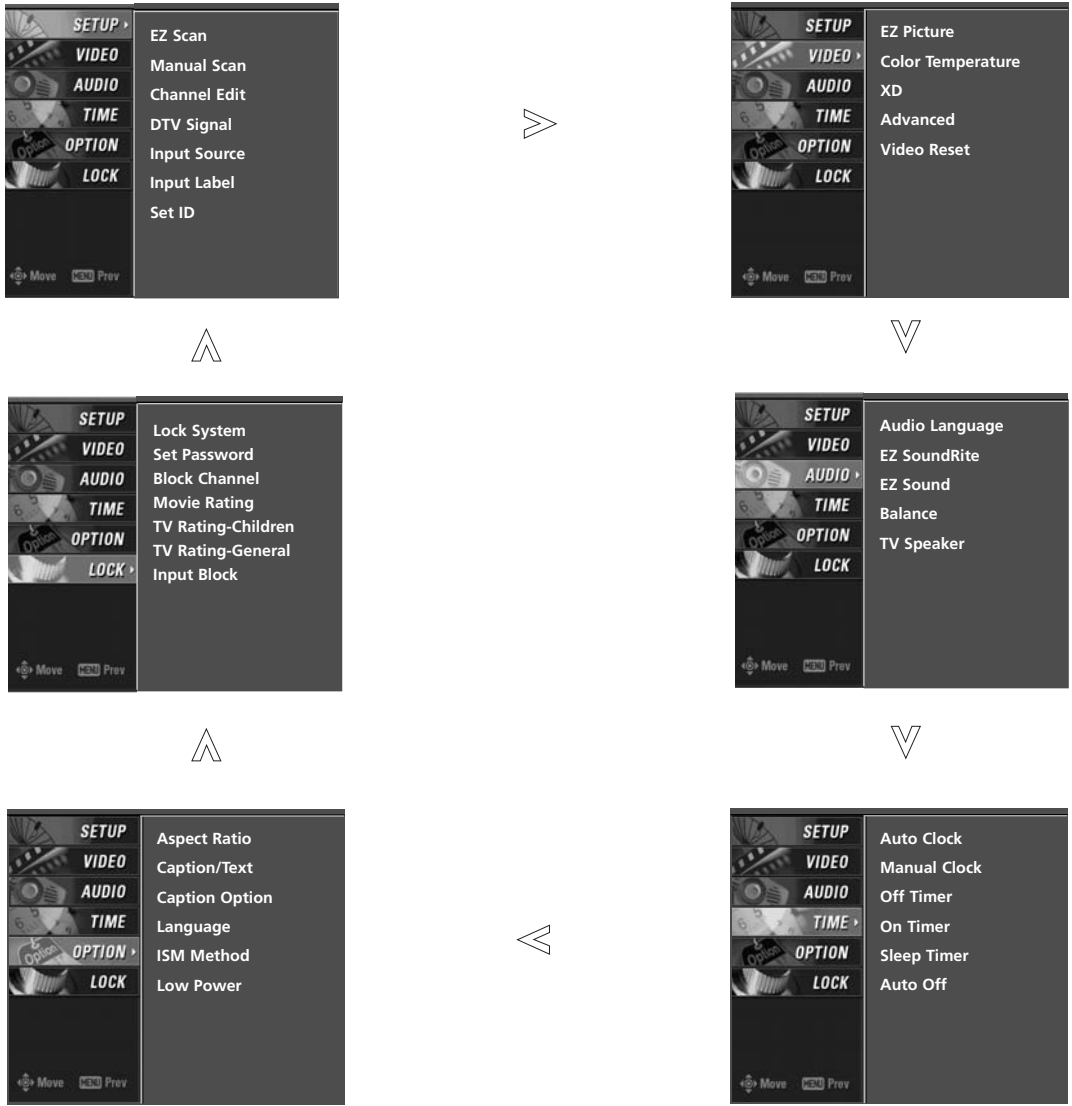 SETUP
VIDEO
AUDIO
TIME
OPTION
LOCK
Move MENU Prev
EZ Scan
Manual Scan
Channel Edit
DTV Signal
Input Source
Input Label
Set ID
SETUP
VIDEO
AUDIO
TIME
OPTION
LOCK
Move MENU Prev
EZ Picture
Color Temperature
XD
Advanced
Video Reset
SETUP
VIDEO
AUDIO
TIME
OPTION
LOCK
Move MENU Prev
Lock System
Set Password
Block Channel
Movie Rating
TV Rating-Children
TV Rating-General
Input Block
SETUP
VIDEO
AUDIO
TIME
OPTION
LOCK
Move MENU Prev
Audio Language
EZ SoundRite
EZ Sound
Balance
TV Speaker
SETUP
VIDEO
AUDIO
TIME
OPTION
LOCK
Move MENU Prev
Aspect Ratio
Caption/Text
Caption Option
Language
ISM Method
Low Power
SETUP
VIDEO
AUDIO
TIME
OPTION
LOCK
Move MENU Prev
Auto Clock
Manual Clock
Off Timer
On Timer
Sleep Timer
Auto Off